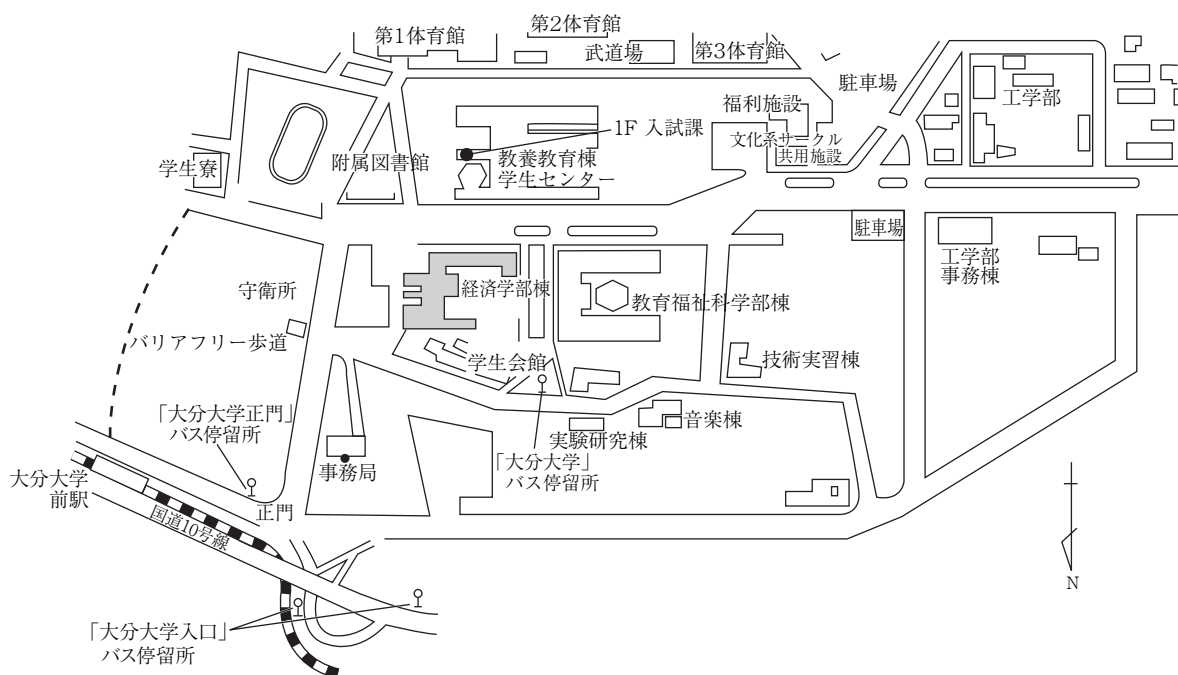 第1体育館
第2体育館
武道場
第3体育館
駐車場
工学部
福利施設
1F 入試課
文化系サークル
共用施設
教養教育棟
学生センター
附属図書館
学生寮
駐車場
工学部
事務棟
経済学部棟
教育福祉科学部棟
守衛所
バリアフリー歩道
学生会館
技術実習棟
「大分大学正門」
バス停留所
音楽棟
実験研究棟
事務局
「大分大学」
バス停留所
大分大学
前駅
正門
国道10号線
N
「大分大学入口」
バス停留所